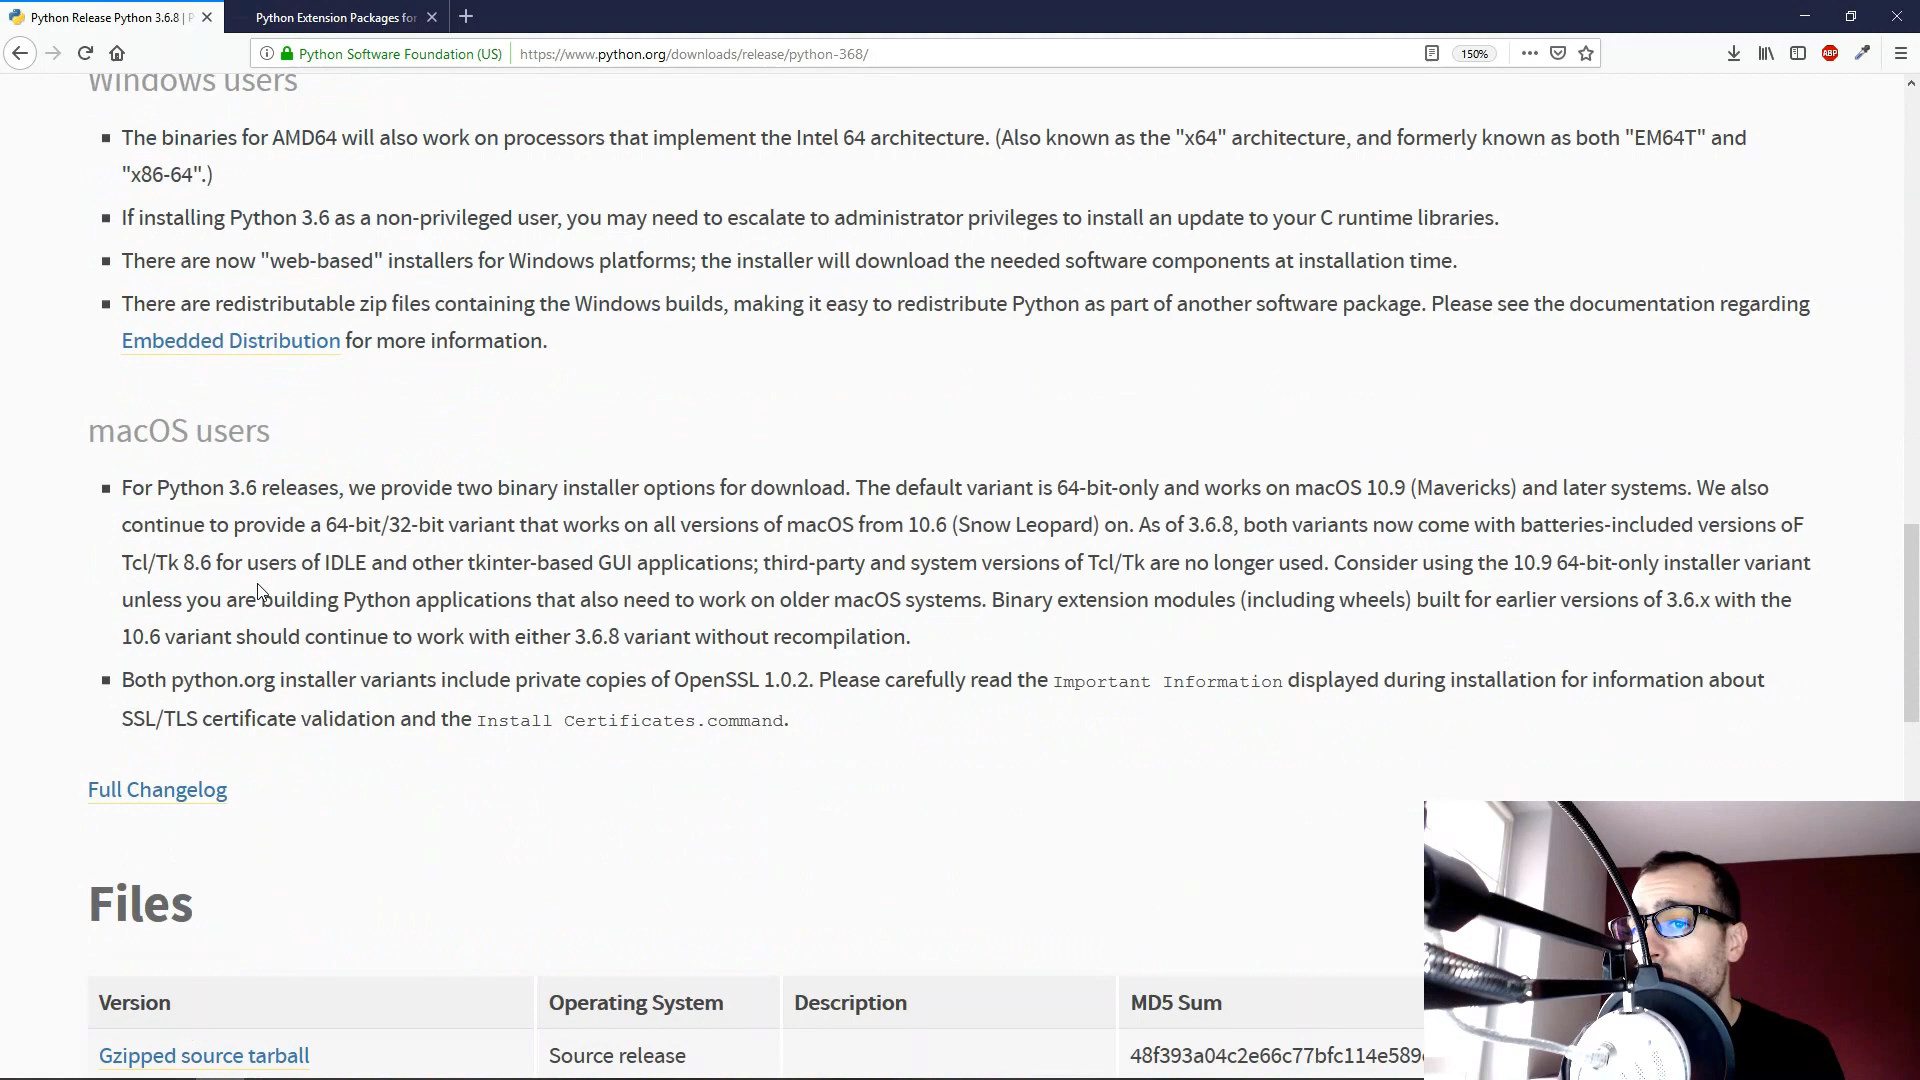 Python Release Python 3.6.8 | P
Python Extension Packages for
Python Software Foundation (US)
https://www.python.org/downloads/release/python-368/
150%
ABP
Windows users
The binaries for AMD64 will also work on processors that implement the Intel 64 architecture. (Also known as the "x64" architecture, and formerly known as both "EM64T" and
"x86-64".)
If installing Python 3.6 as a non-privileged user, you may need to escalate to administrator privileges to install an update to your C runtime libraries.
There are now "web-based" installers for Windows platforms; the installer will download the needed software components at installation time.
There are redistributable zip files containing the Windows builds, making it easy to redistribute Python as part of another software package. Please see the documentation regarding
Embedded Distribution for more information.
macOS users
For Python 3.6 releases, we provide two binary installer options for download. The default variant is 64-bit-only and works on macOS 10.9 (Mavericks) and later systems. We also
continue to provide a 64-bit/32-bit variant that works on all versions of macOS from 10.6 (Snow Leopard) on. As of 3.6.8, both variants now come with batteries-included versions oF
Tcl/Tk 8.6 for users of IDLE and other tkinter-based GUI applications; third-party and system versions of Tcl/Tk are no longer used. Consider using the 10.9 64-bit-only installer variant
unless you are building Python applications that also need to work on older macOS systems. Binary extension modules (including wheels) built for earlier versions of 3.6.x with the
10.6 variant should continue to work with either 3.6.8 variant without recompilation.
Both python.org installer variants include private copies of OpenSSL 1.0.2. Please carefully read the Important Information displayed during installation for information about
SSL/TLS certificate validation and the Install Certificates.command.
Full Changelog
Files
Version Operating System Description MD5 Sum
Gzipped source tarball Source release 48f393a04c2e66c77bfc114e589